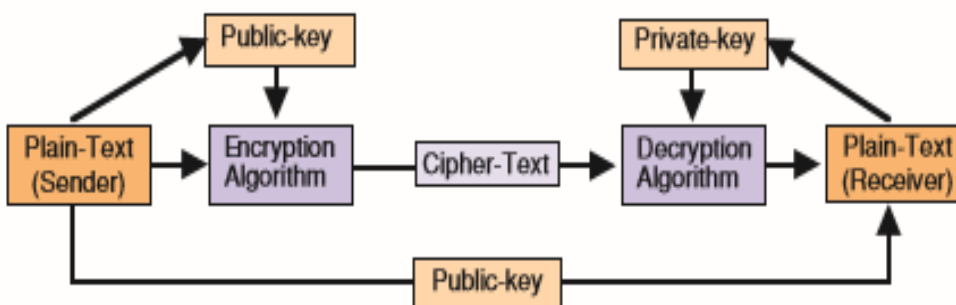 Public-key
Private-key
Plain-Text
(Sender)
Encryption
Algorithm
Cipher-Text
Decryption
Algorithm
Plain-Text
(Receiver)
Public-key